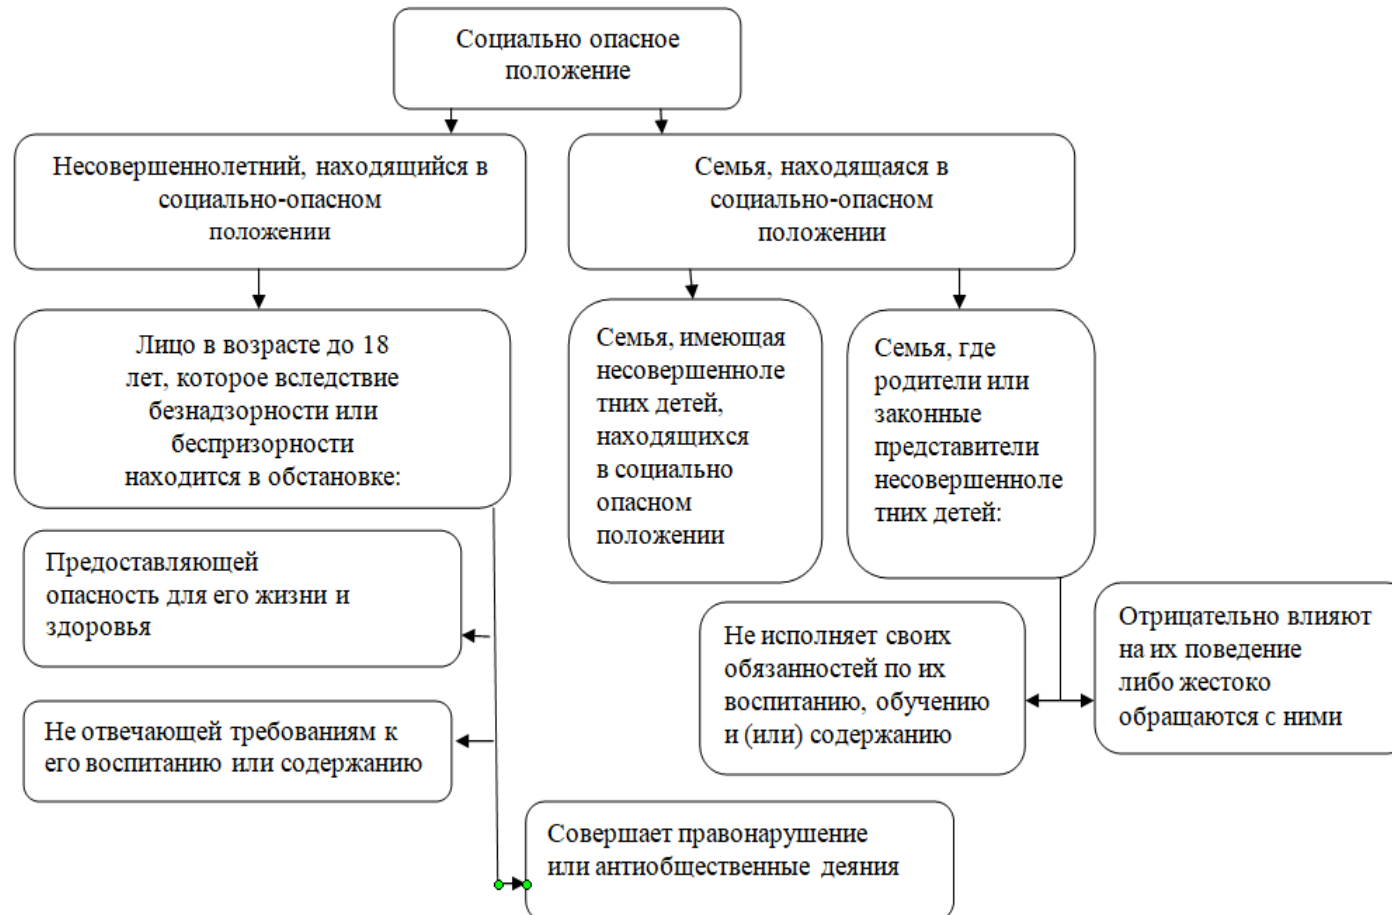 Социально опасное
положение
Несовершеннолетний, находящийся в
социально-опасном
положении
Семья, находящаяся в
социально-опасном
положении
Лицо в возрасте до 18
лет, которое вследствие
безнадзорности или
беспризорности
находится в обстановке:
Семья, имеющая
несовершенноле
тних детей,
находящихся
в социально
опасном
положении
Семья, где
родители или
законные
представители
несовершенноле
тних детей:
Предоставляющей
опасность для его жизни и
здоровья
Не исполняет своих
обязанностей по их
воспитанию, обучению
и (или) содержанию
Отрицательно влияют
на их поведение
либо жестоко
обращаются с ними
Не отвечающей требованиям к
его воспитанию или содержанию
Совершает правонарушение
или антиобщественные деяния